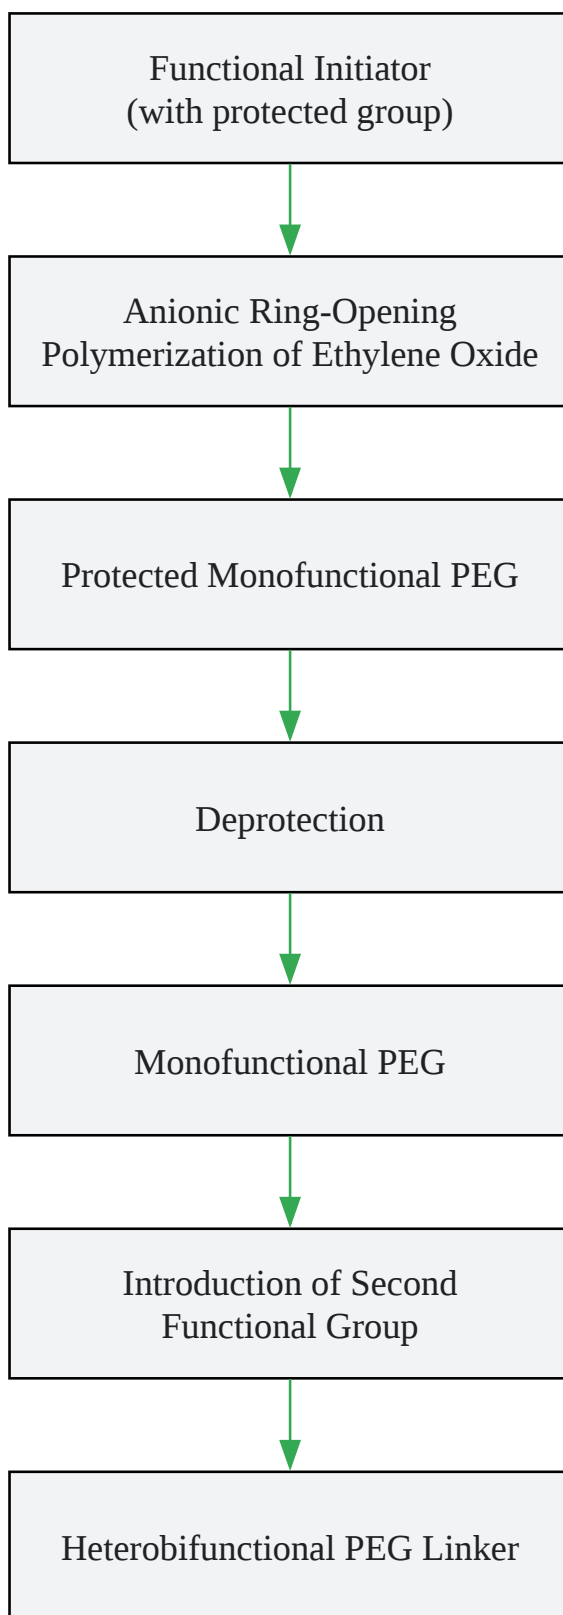 Functional Initiator
(with protected group)
Anionic Ring-Opening
Polymerization of Ethylene Oxide
Protected Monofunctional PEG
Deprotection
Monofunctional PEG
Introduction of Second
Functional Group
Heterobifunctional PEG Linker